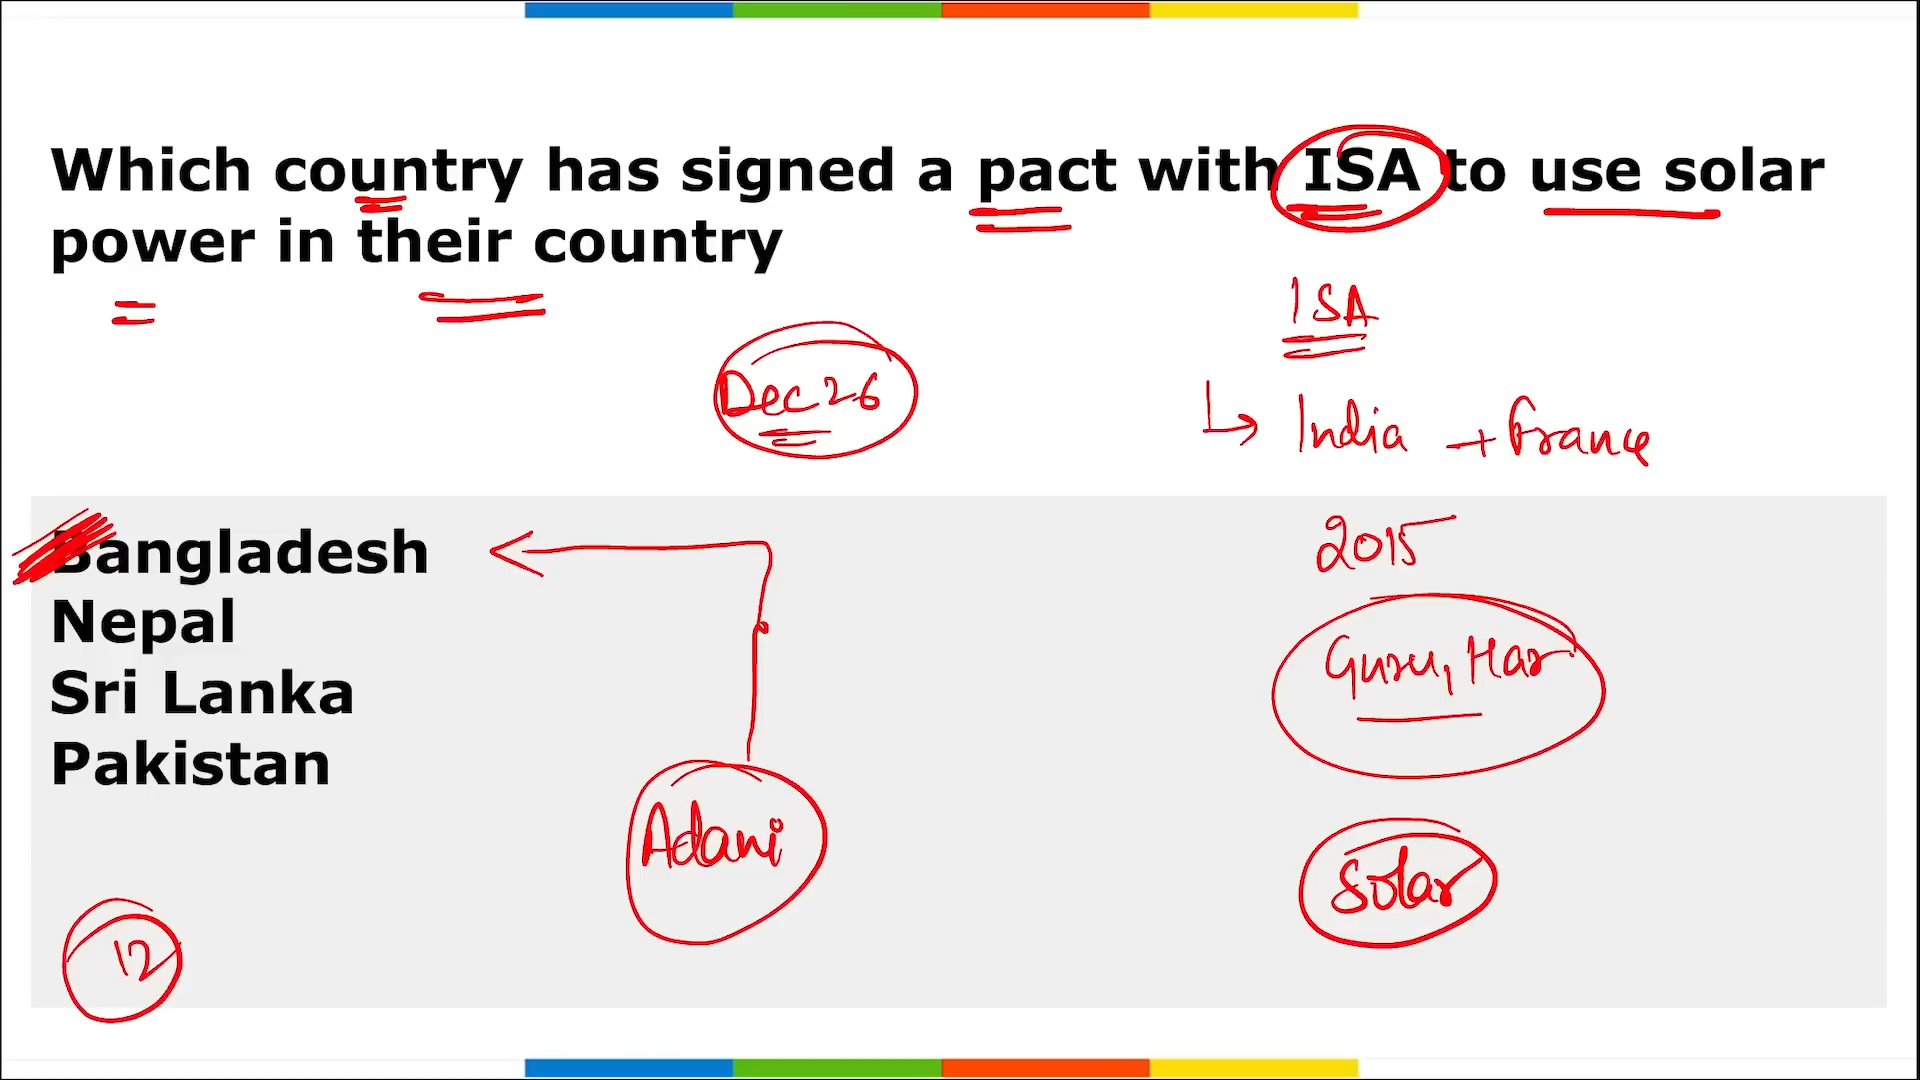 Which country has signed a pact with ISA to use solar
power in their country
ISA
Dec 26
India + France
Bangladesh
Nepal
Sri Lanka
Pakistan
2015
Guru, Har
Adani
Solar
12